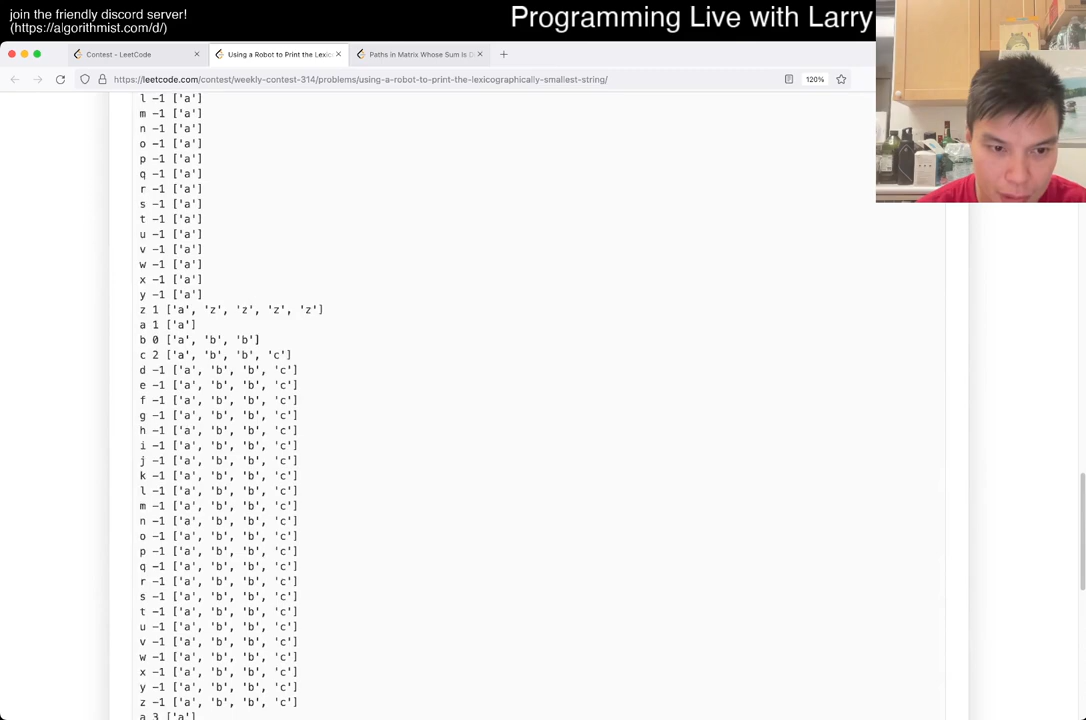 join the friendly discord server!
(https://algorithmist.com/d/)
Programming Live with Larry
Contest - LeetCode
Using a Robot to Print the Lexic
Paths in Matrix Whose Sum Is D
https://leetcode.com/contest/weekly-contest-314/problems/using-a-robot-to-print-the-lexicographically-smallest-string/
120%
l -1 ['a']
m -1 ['a']
n -1 ['a']
o -1 ['a']
p -1 ['a']
q -1 ['a']
r -1 ['a']
s -1 ['a']
t -1 ['a']
u -1 ['a']
v -1 ['a']
w -1 ['a']
x -1 ['a']
y -1 ['a']
z 1 ['a', 'z', 'z', 'z', 'z']
a 1 ['a']
b 0 ['a', 'b', 'b']
c 2 ['a', 'b', 'b', 'c']
d -1 ['a', 'b', 'b', 'c']
e -1 ['a', 'b', 'b', 'c']
f -1 ['a', 'b', 'b', 'c']
g -1 ['a', 'b', 'b', 'c']
h -1 ['a', 'b', 'b', 'c']
i -1 ['a', 'b', 'b', 'c']
j -1 ['a', 'b', 'b', 'c']
k -1 ['a', 'b', 'b', 'c']
l -1 ['a', 'b', 'b', 'c']
m -1 ['a', 'b', 'b', 'c']
n -1 ['a', 'b', 'b', 'c']
o -1 ['a', 'b', 'b', 'c']
p -1 ['a', 'b', 'b', 'c']
q -1 ['a', 'b', 'b', 'c']
r -1 ['a', 'b', 'b', 'c']
s -1 ['a', 'b', 'b', 'c']
t -1 ['a', 'b', 'b', 'c']
u -1 ['a', 'b', 'b', 'c']
v -1 ['a', 'b', 'b', 'c']
w -1 ['a', 'b', 'b', 'c']
x -1 ['a', 'b', 'b', 'c']
y -1 ['a', 'b', 'b', 'c']
z -1 ['a', 'b', 'b', 'c']
a 3 ['a']